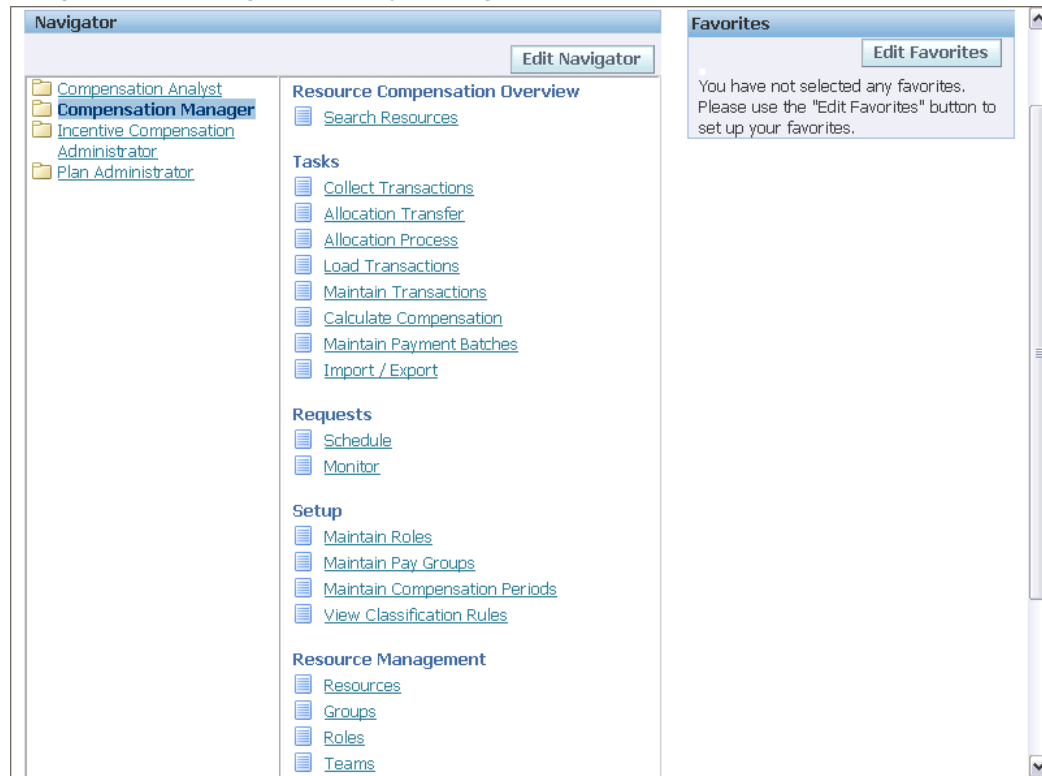 Navigator
Edit Navigator
Compensation Analyst
Compensation Manager
Incentive Compensation
Administrator
Plan Administrator
Resource Compensation Overview
Search Resources
Tasks
Collect Transactions
Allocation Transfer
Allocation Process
Load Transactions
Maintain Transactions
Calculate Compensation
Maintain Payment Batches
Import / Export
Requests
Schedule
Monitor
Setup
Maintain Roles
Maintain Pay Groups
Maintain Compensation Periods
View Classification Rules
Resource Management
Resources
Groups
Roles
Teams
Favorites
Edit Favorites
You have not selected any favorites.
Please use the "Edit Favorites" button to
set up your favorites.